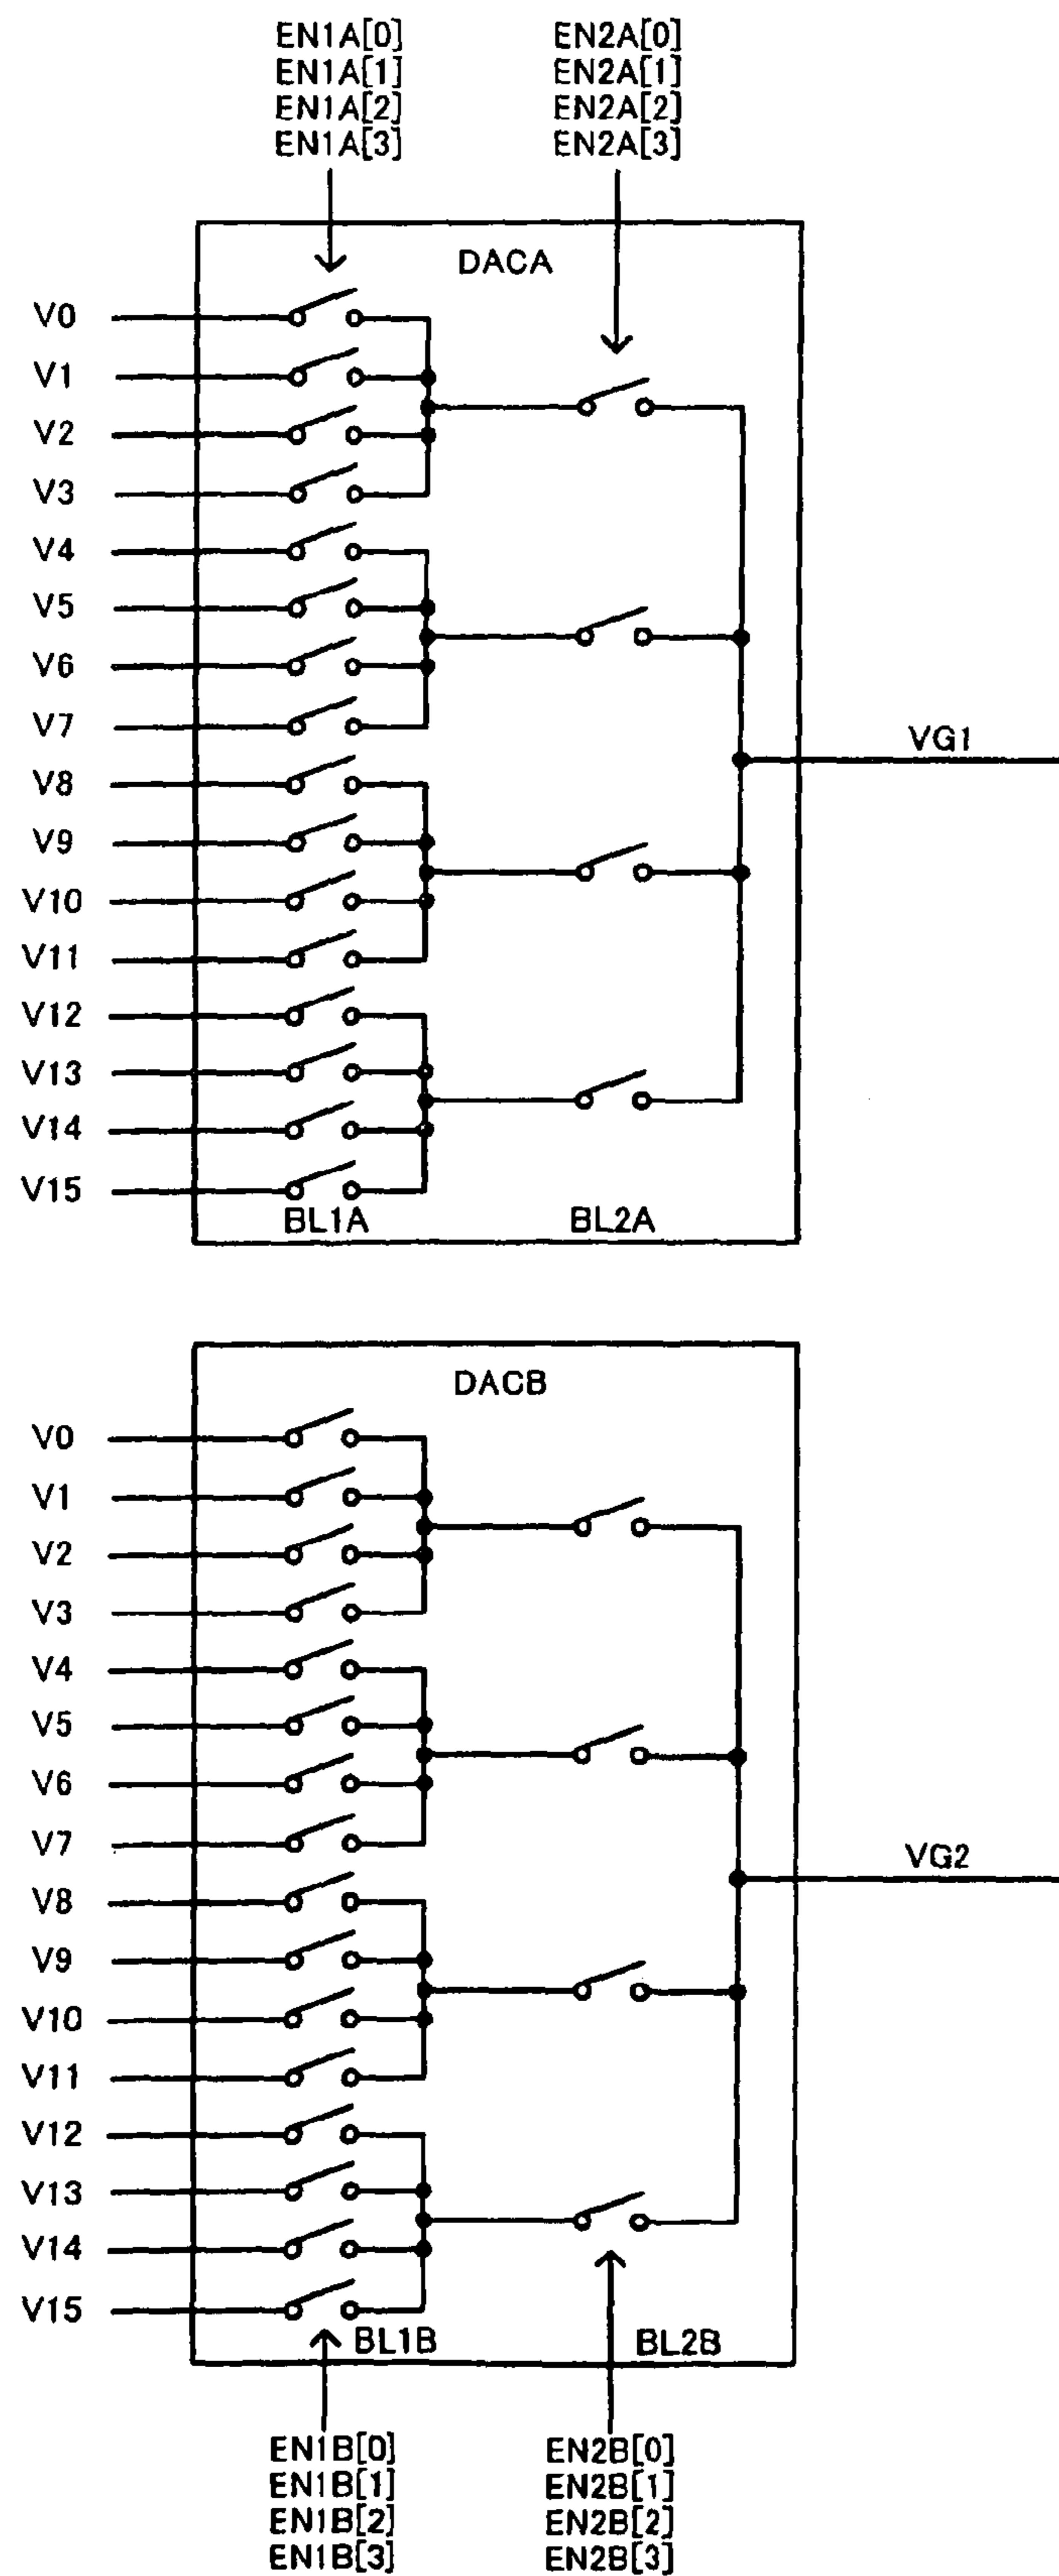 EN1A[0]
EN1A[1]
EN1A[2]
EN1A[3]
EN2A[0]
EN2A[1]
EN2A[2]
EN2A[3]
DACA
V0
V1
V2
V3
V4
V5
V6
V7
V8
V9
V10
V11
V12
V13
V14
V15
VG1
BL1A
BL2A
DACB
V0
V1
V2
V3
V4
V5
V6
V7
V8
V9
V10
V11
V12
V13
V14
V15
VG2
BL1B
BL2B
EN1B[0]
EN1B[1]
EN1B[2]
EN1B[3]
EN2B[0]
EN2B[1]
EN2B[2]
EN2B[3]